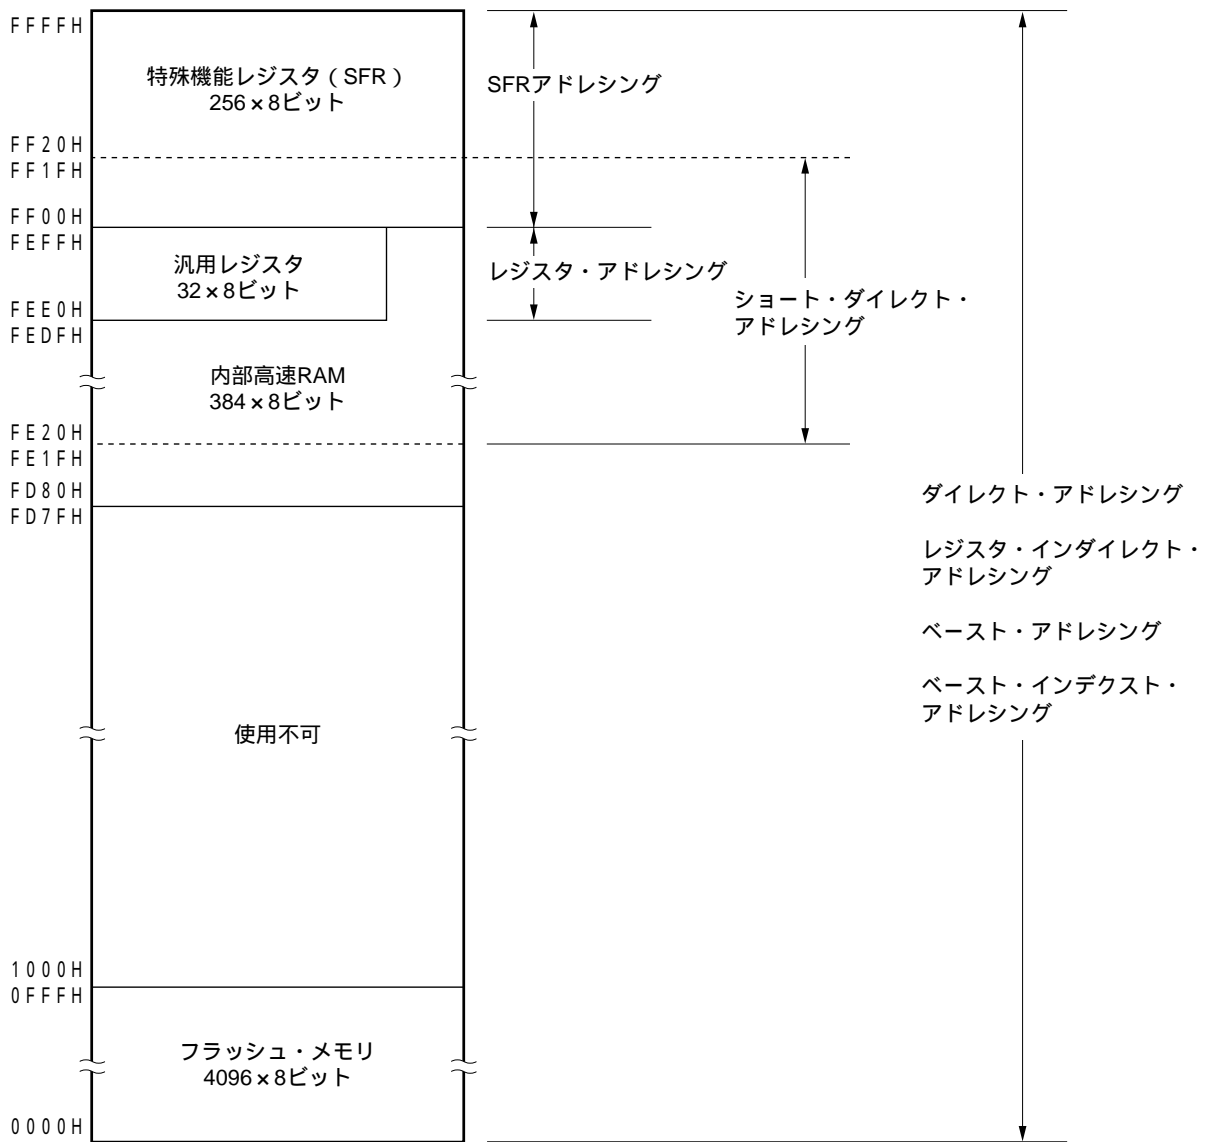 FFFFH
特殊機能レジスタ（SFR）
256×8ビット
SFRアドレシング
FF20H
FF1FH
FF00H
FEFFH
汎用レジスタ
32×8ビット
レジスタ・アドレシング
ショート・ダイレクト・
アドレシング
FEE0H
FEDFH
内部高速RAM
384×8ビット
FE20H
FE1FH
FD80H
FD7FH
ダイレクト・アドレシング
レジスタ・インダイレクト・
アドレシング
ベースト・アドレシング
ベースト・インデクスト・
アドレシング
使用不可
1000H
0FFFH
フラッシュ・メモリ
4096×8ビット
0000H